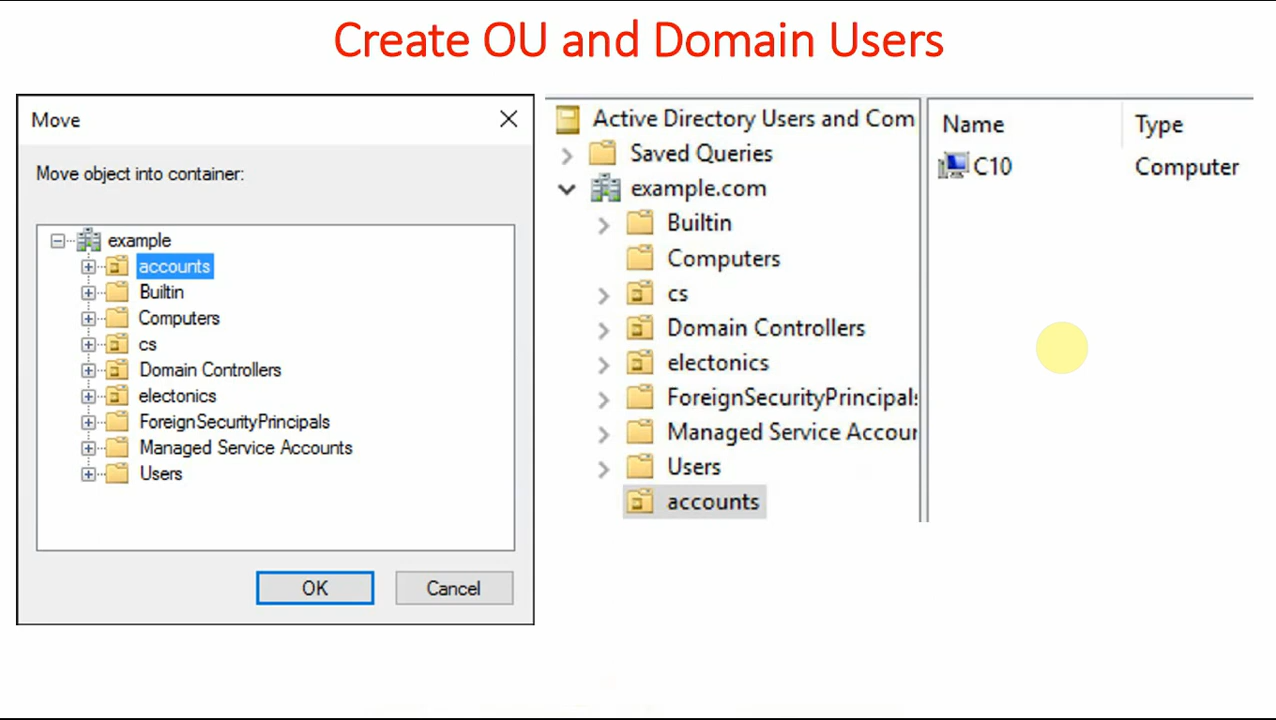 Create OU and Domain Users
Move
Move object into container:
example
accounts
Builtin
Computers
cs
Domain Controllers
electonics
ForeignSecurityPrincipals
Managed Service Accounts
Users
OK Cancel
Active Directory Users and Com
Saved Queries
example.com
Builtin
Computers
cs
Domain Controllers
electonics
ForeignSecurityPrincipals
Managed Service Accour
Users
accounts
Name Type
C10 Computer